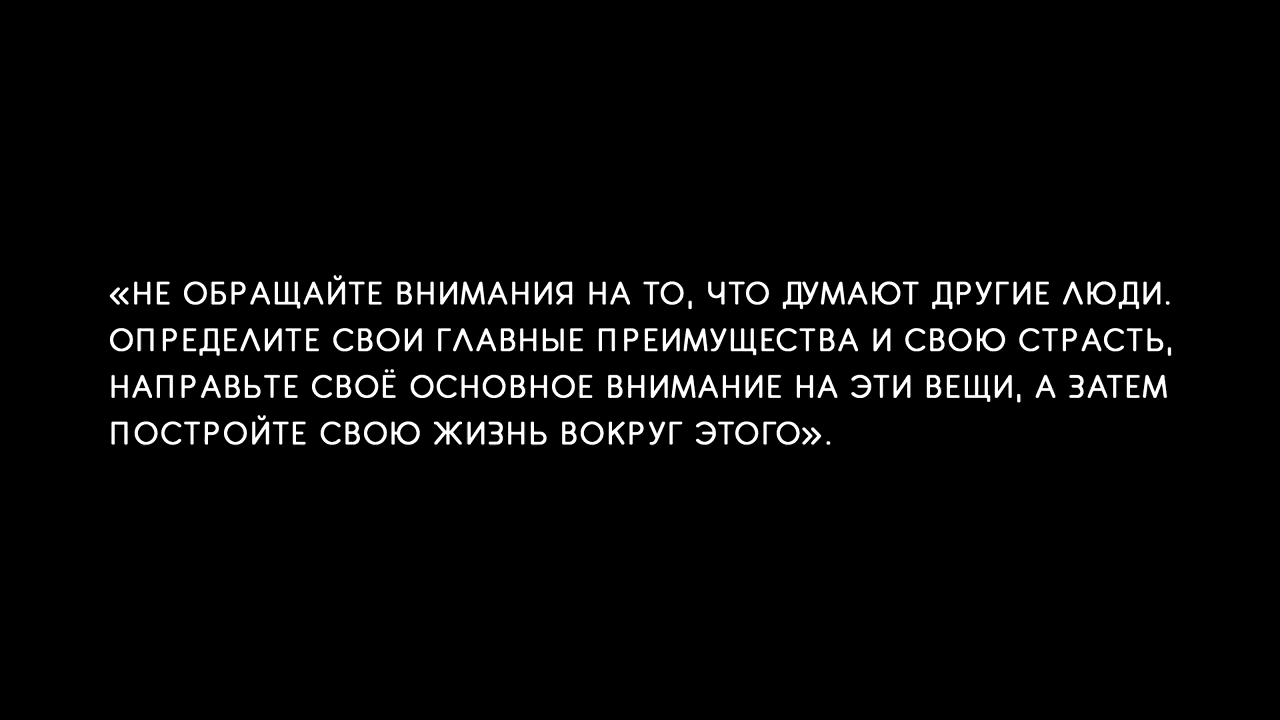 «НЕ ОБРАЩАЙТЕ ВНИМАНИЯ НА ТО, ЧТО ДУМАЮТ ДРУГИЕ ЛЮДИ.
ОПРЕДЕЛИТЕ СВОИ ГЛАВНЫЕ ПРЕИМУЩЕСТВА И СВОЮ СТРАСТЬ,
НАПРАВЬТЕ СВОЁ ОСНОВНОЕ ВНИМАНИЕ НА ЭТИ ВЕЩИ, А ЗАТЕМ
ПОСТРОЙТЕ СВОЮ ЖИЗНЬ ВОКРУГ ЭТОГО».